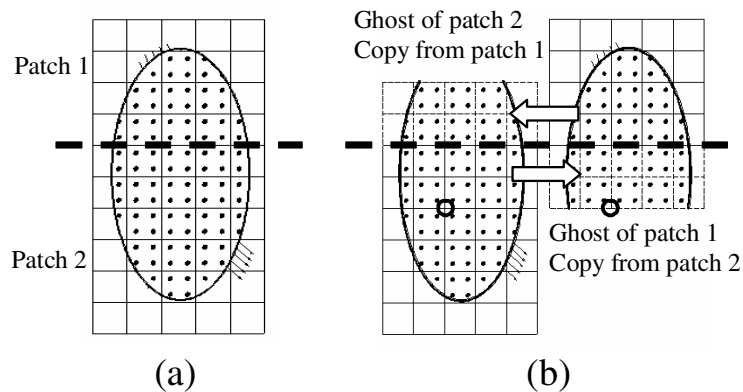 Patch 1
Patch 2
(a)
Ghost of patch 2
Copy from patch 1
Ghost of patch 1
Copy from patch 2
(b)